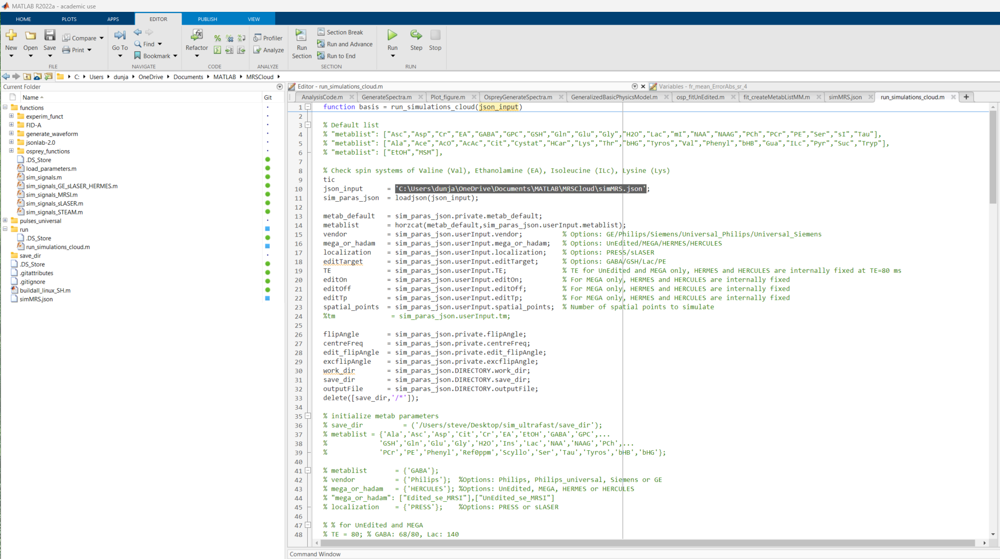 MATLAB R2022a - academic use
HOME PLOTS APPS EDITOR PUBLISH VIEW
New Open Save Compare Print
FILE
Go To Find Bookmark
NAVIGATE
Refactor
CODE
Profiler Analyze
ANALYZE
Run Section Section Break Run and Advance Run to End
SECTION
Run Step Stop
RUN
C: Users dunja OneDrive Documents MATLAB MRSCloud
Current Folder
Name Git
functions
experim_funct
FID-A
generate_waveform
jsonlab-2.0
osprey_functions
.DS_Store
load_parameters.m
sim_signals.m
sim_signals_GE_sLASER_HERMES.m
sim_signals_MRSI.m
sim_signals_sLASER.m
sim_signals_STEAM.m
pulses_universal
run
.DS_Store
run_simulations_cloud.m
save_dir
.DS_Store
.gitattributes
.gitignore
buildall_linux_SH.m
simMRS.json
Editor - run_simulations_cloud.m
Variables - fr_mean_ErrorAbs_sr_4
AnalysisCode.m GenerateSpectra.m Plot_figure.m OspreyGenerateSpectra.m GeneralizedBasicPhysicsModel.m osp_fitUnEdited.m fit_createMetabListMM.m simMRS.json run_simulations_cloud.m
1 function basis = run_simulations_cloud(json_input)
2
3 % Default list
4 % "metablist": ["Asc","Asp","Cr","EA","GABA","GPC","GSH","Gln","Glu","Gly","H2O","Lac","mI","NAA","NAAG","PCh","PCr","PE","Ser","sI","Tau"],
5 % "metablist": ["Ala","Ace","AcO","AcAc","Cit","Cystat","HCar","Lys","Thr","bHG","Tyros","Val","Phenyl","bHB","Gua","ILc","Pyr","Suc","Tryp"],
6 % "metablist": ["EtOH","MSM"],
7
8 % Check spin systems of Valine (Val), Ethanolamine (EA), Isoleucine (ILc), Lysine (Lys)
9 tic
10 json_input = 'C:\Users\dunja\OneDrive\Documents\MATLAB\MRSCloud\simMRS.json';
11 sim_paras_json = loadjson(json_input);
12
13 metab_default = sim_paras_json.private.metab_default;
14 metablist = horzcat(metab_default,sim_paras_json.userInput.metablist);
15 vendor = sim_paras_json.userInput.vendor; % Options: GE/Philips/Siemens/Universal_Philips/Universal_Siemens
16 mega_or_hadam = sim_paras_json.userInput.mega_or_hadam; % Options: UnEdited/MEGA/HERMES/HERCULES
17 localization = sim_paras_json.userInput.localization; % Options: PRESS/sLASER
18 editTarget = sim_paras_json.userInput.editTarget; % Options: GABA/GSH/Lac/PE
19 TE = sim_paras_json.userInput.TE; % TE for UnEdited and MEGA only, HERMES and HERCULES are internally fixed at TE=80 ms
20 editOn = sim_paras_json.userInput.editOn; % For MEGA only, HERMES and HERCULES are internally fixed
21 editOff = sim_paras_json.userInput.editOff; % For MEGA only, HERMES and HERCULES are internally fixed
22 editTp = sim_paras_json.userInput.editTp; % For MEGA only, HERMES and HERCULES are internally fixed
23 spatial_points = sim_paras_json.userInput.spatial_points; % Number of spatial points to simulate
24 %tm = sim_paras_json.userInput.tm;
25
26 flipAngle = sim_paras_json.private.flipAngle;
27 centreFreq = sim_paras_json.private.centreFreq;
28 edit_flipAngle = sim_paras_json.private.edit_flipAngle;
29 excflipAngle = sim_paras_json.private.excflipAngle;
30 work_dir = sim_paras_json.DIRECTORY.work_dir;
31 save_dir = sim_paras_json.DIRECTORY.save_dir;
32 outputFile = sim_paras_json.DIRECTORY.outputFile;
33 delete([save_dir,'/*']);
34
35 % initialize metab parameters
36 % save_dir = ('/Users/steve/Desktop/sim_ultrafast/save_dir');
37 % metablist = {'Ala','Asc','Asp','Cit','Cr','EA','EtOH','GABA','GPC',...
38 % 'GSH','Gln','Glu','Gly','H2O','Ins','Lac','NAA','NAAG','PCh',...
39 % 'PCr','PE','Phenyl','Ref0ppm','Scyllo','Ser','Tau','Tyros','bHB','bHG'};
40
41 % metablist = {'GABA'};
42 % vendor = {'Philips'}; %Options: Philips, Philips_universal, Siemens or GE
43 % mega_or_hadam = {'HERCULES'}; %Options: UnEdited, MEGA, HERMES or HERCULES
44 % "mega_or_hadam": ["Edited_se_MRSI"],["UnEdited_se_MRSI"]
45 % localization = {'PRESS'}; %Options: PRESS or sLASER
46
47 % % for UnEdited and MEGA
48 % TE = 80; % GABA: 68/80, Lac: 140
Command Window